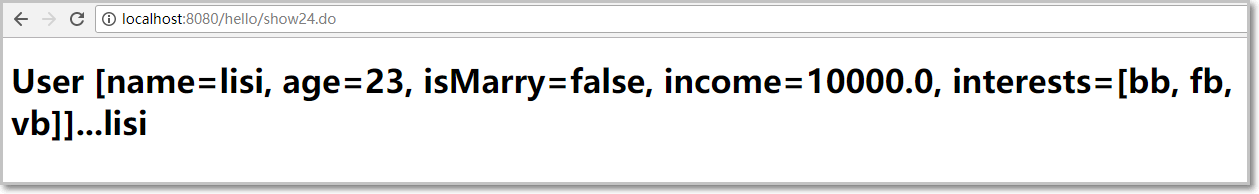 localhost:8080/hello/show24.do
User [name=lisi, age=23, isMarry=false, income=10000.0, interests=[bb, fb,
vb]]...lisi